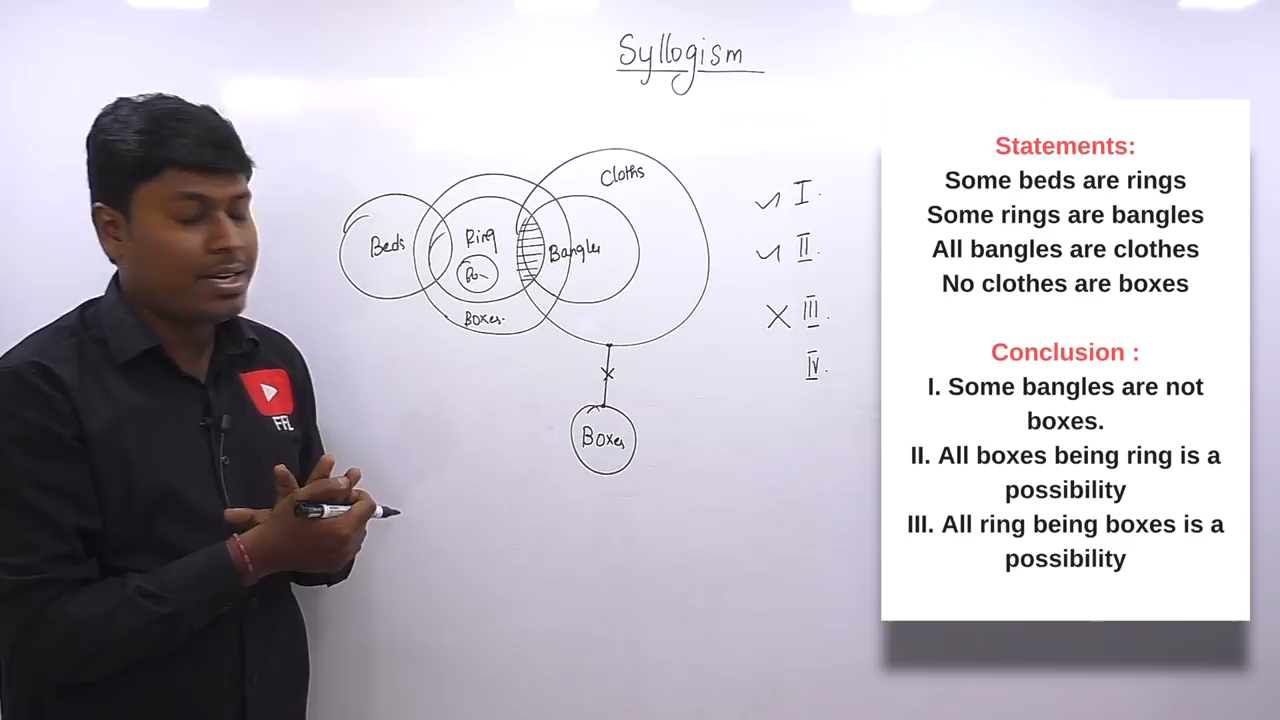 Syllogism
Cloths
Beds
Ring
Bangles
Boxes.
Boxes
✓ I.
✓ II.
X III.
IV.
FFL
Statements:
Some beds are rings
Some rings are bangles
All bangles are clothes
No clothes are boxes
Conclusion :
I. Some bangles are not
boxes.
II. All boxes being ring is a
possibility
III. All ring being boxes is a
possibility